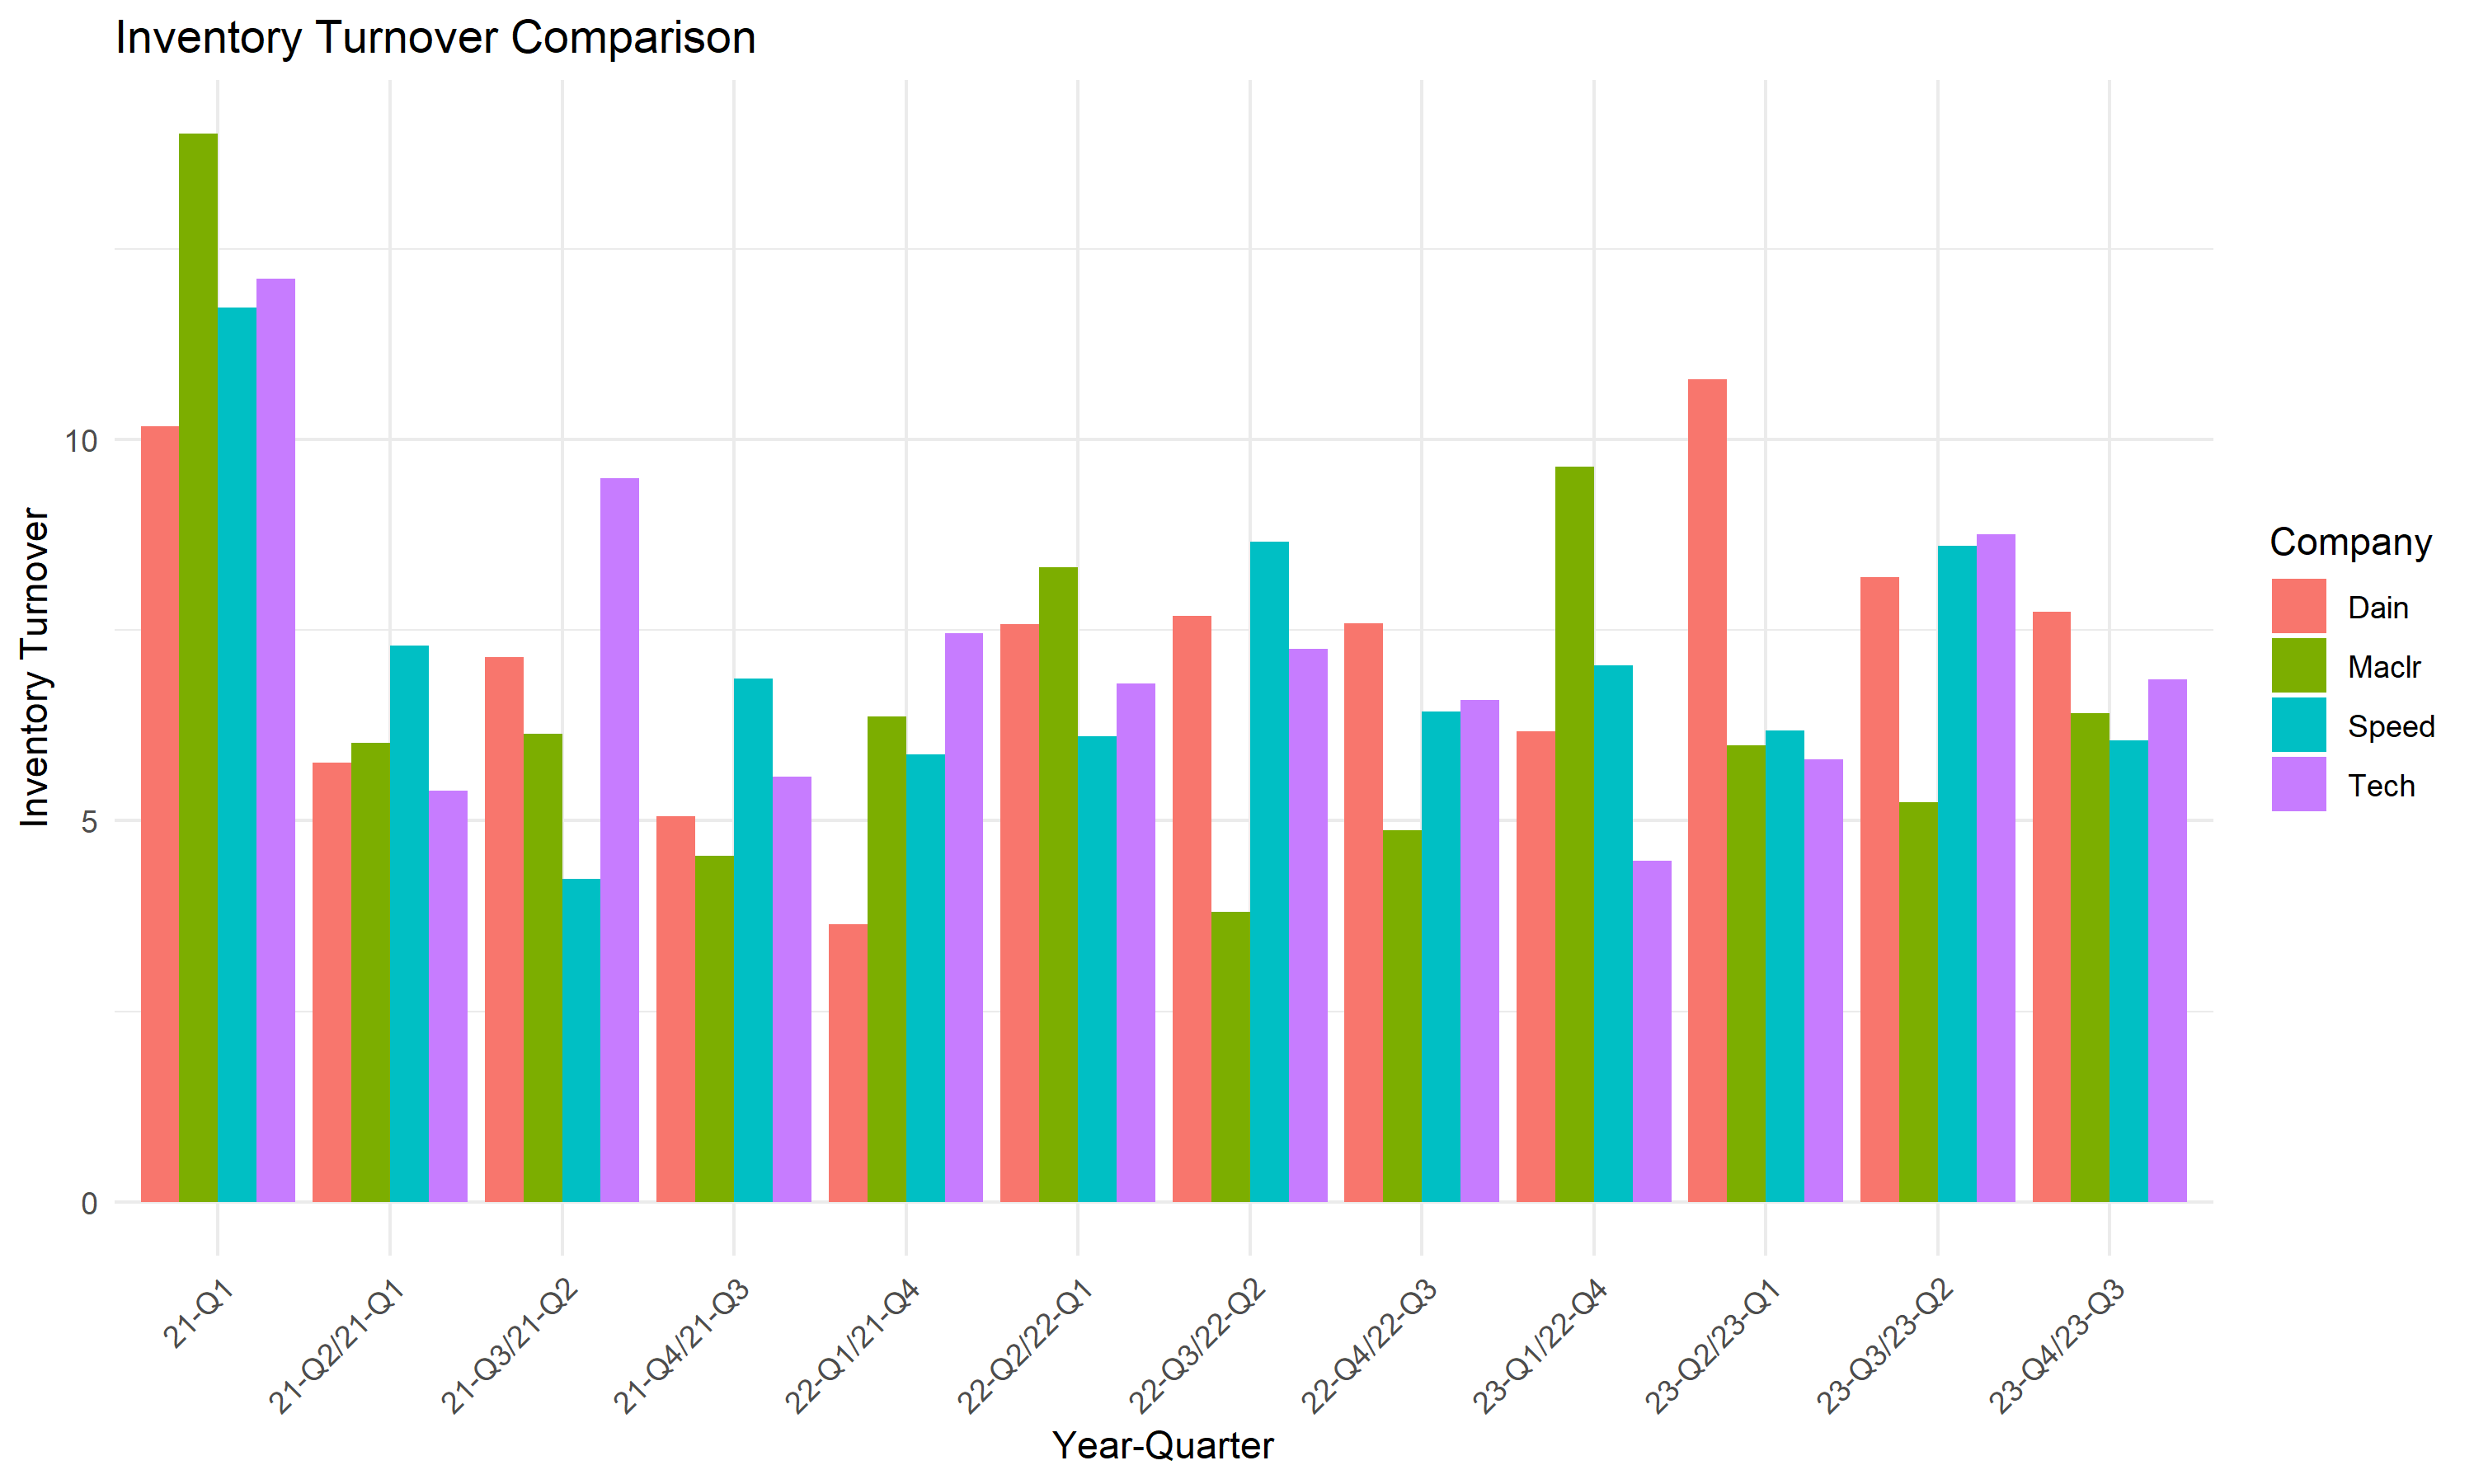 Inventory Turnover Comparison
Inventory Turnover
10
5
0
21-Q1
21-Q2/21-Q1
21-Q3/21-Q2
21-Q4/21-Q3
22-Q1/21-Q4
22-Q2/22-Q1
22-Q3/22-Q2
22-Q4/22-Q3
23-Q1/22-Q4
23-Q2/23-Q1
23-Q3/23-Q2
23-Q4/23-Q3
Year-Quarter
Company
Dain
Maclr
Speed
Tech